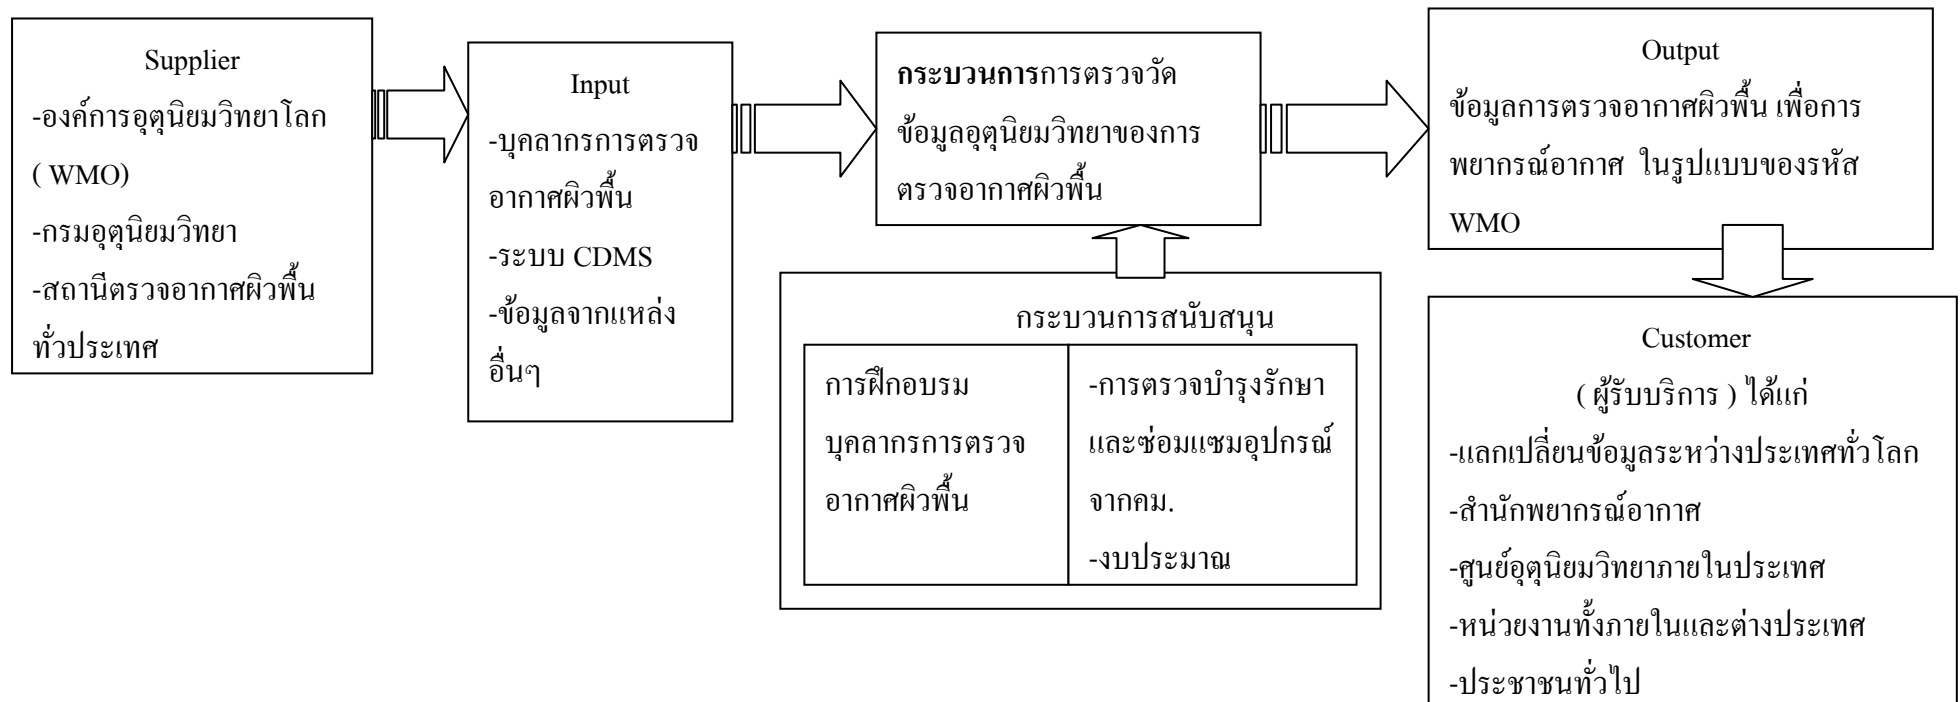 Supplier
-องค์การอุตุนิยมวิทยาโลก
( WMO)
-กรมอุตุนิยมวิทยา
-สถานีตรวจอากาศผิวพื้น
ทั่วประเทศ
Input
-บุคลากรการตรวจ
อากาศผิวพื้น
-ระบบ CDMS
-ข้อมูลจากแหล่ง
อื่นๆ
กระบวนการการตรวจวัด
ข้อมูลอุตุนิยมวิทยาของการ
ตรวจอากาศผิวพื้น
กระบวนการสนับสนุน
การฝึกอบรม
บุคลากรการตรวจ
อากาศผิวพื้น
-การตรวจบำรุงรักษา
และซ่อมแซมอุปกรณ์
จากคม.
-งบประมาณ
Output
ข้อมูลการตรวจอากาศผิวพื้น เพื่อการ
พยากรณ์อากาศ ในรูปแบบของรหัส
WMO
Customer
( ผู้รับบริการ ) ได้แก่
-แลกเปลี่ยนข้อมูลระหว่างประเทศทั่วโลก
-สำนักพยากรณ์อากาศ
-ศูนย์อุตุนิยมวิทยาภายในประเทศ
-หน่วยงานทั้งภายในและต่างประเทศ
-ประชาชนทั่วไป